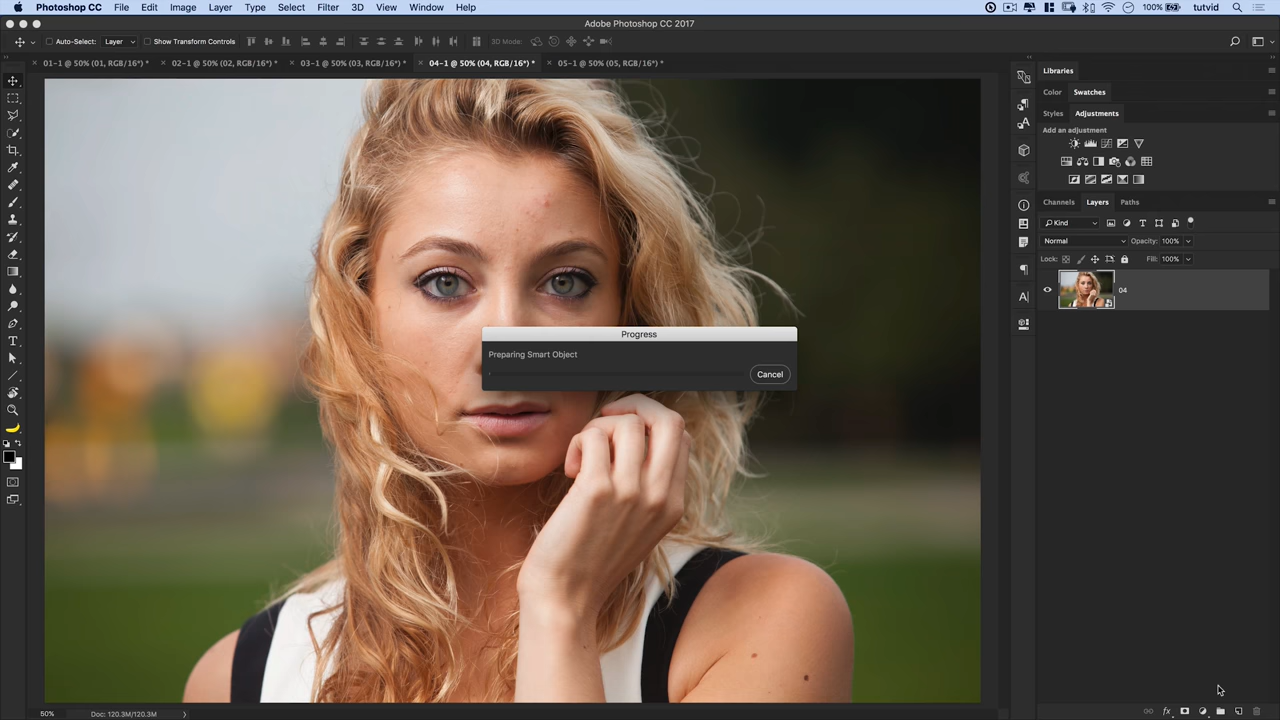 Photoshop CC File Edit Image Layer Type Select Filter 3D View Window Help 100% tutvid
Adobe Photoshop CC 2017
Auto-Select: Layer Show Transform Controls 3D Mode:
× 01-1 @ 50% (01, RGB/16*) * × 02-1 @ 50% (02, RGB/16*) * × 03-1 @ 50% (03, RGB/16*) * × 04-1 @ 50% (04, RGB/16*) * × 05-1 @ 50% (05, RGB/16*) *
Libraries
Color Swatches
Styles Adjustments
Add an adjustment
Channels Layers Paths
Kind
Normal Opacity: 100%
Lock: Fill: 100%
04
Progress
Preparing Smart Object
Cancel
50% Doc: 120.3M/120.3M